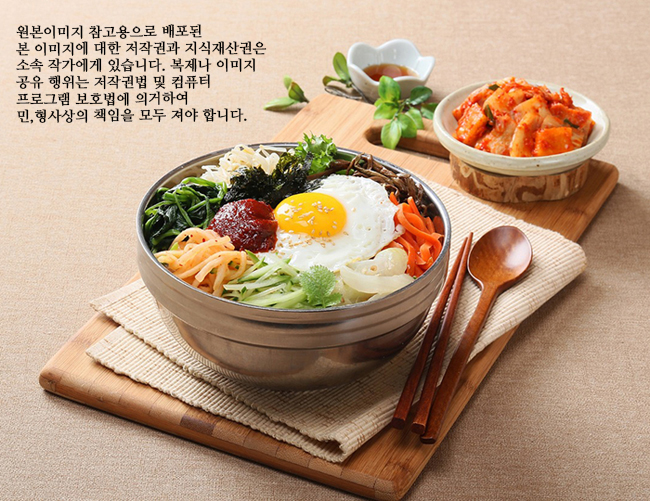 원본이미지 참고용으로 배포된
본 이미지에 대한 저작권과 지식재산권은
소속 작가에게 있습니다. 복제나 이미지
공유 행위는 저작권법 및 컴퓨터
프로그램 보호법에 의거하여
민,형사상의 책임을 모두 져야 합니다.